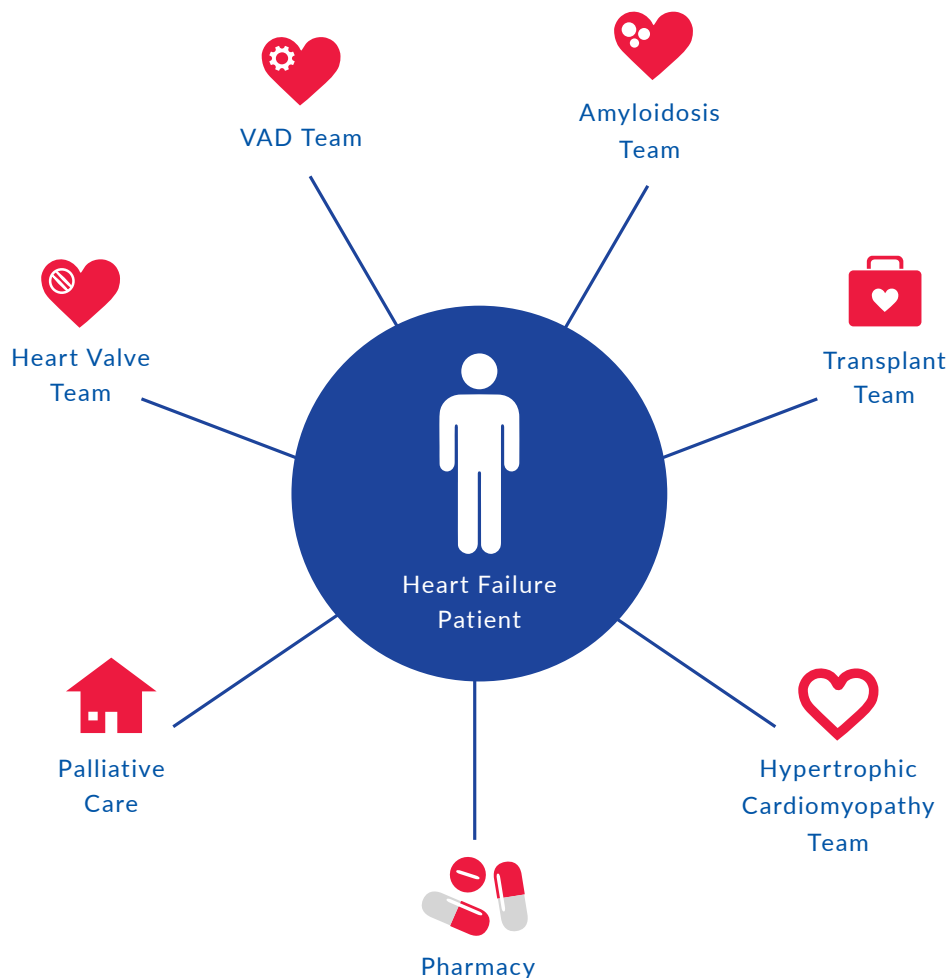 VAD Team
Amyloidosis
Team
Heart Valve
Team
Transplant
Team
Heart Failure
Patient
Palliative
Care
Hypertrophic
Cardiomyopathy
Team
Pharmacy